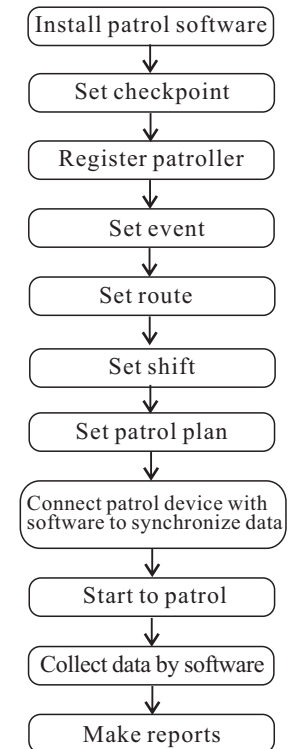 Install patrol software
Set checkpoint
Register patroller
Set event
Set route
Set shift
Set patrol plan
Connect patrol device with
software to synchronize data
Start to patrol
Collect data by software
Make reports